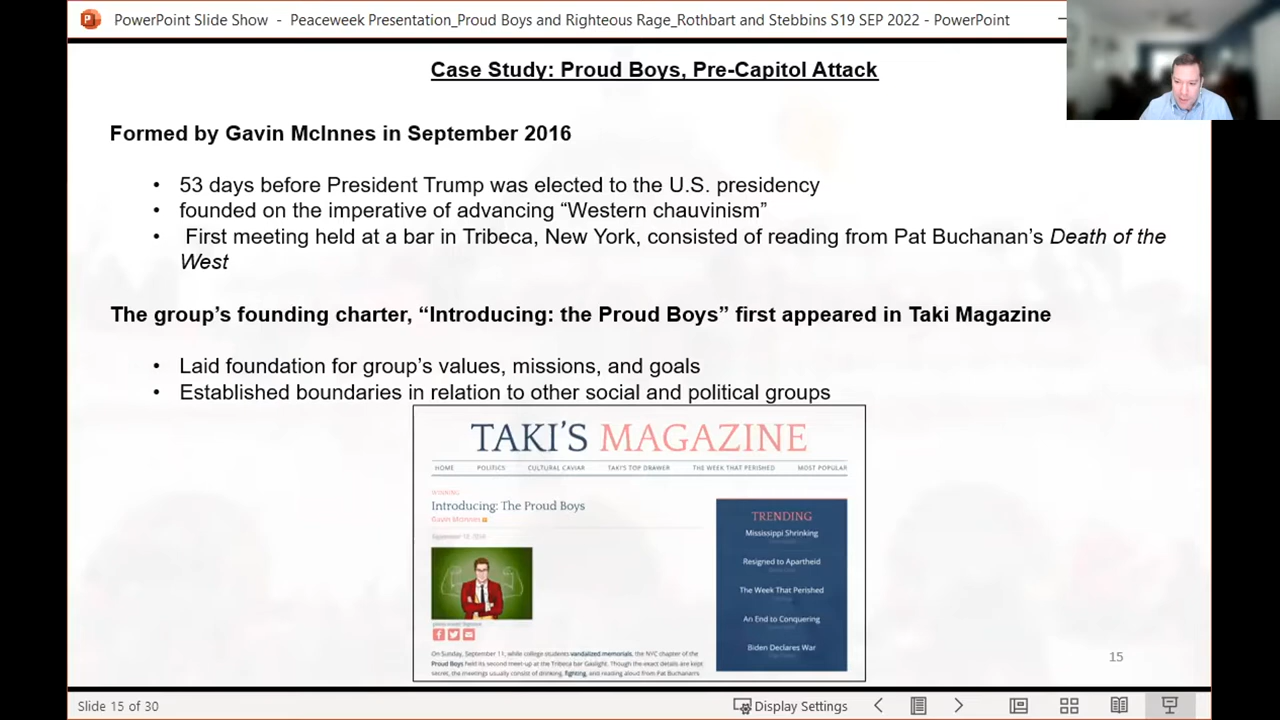 PowerPoint Slide Show - Peaceweek Presentation_Proud Boys and Righteous Rage_Rothbart and Stebbins S19 SEP 2022 - PowerPoint
Case Study: Proud Boys, Pre-Capitol Attack
Formed by Gavin McInnes in September 2016
• 53 days before President Trump was elected to the U.S. presidency
• founded on the imperative of advancing “Western chauvinism”
• First meeting held at a bar in Tribeca, New York, consisted of reading from Pat Buchanan’s Death of the
West
The group’s founding charter, “Introducing: the Proud Boys” first appeared in Taki Magazine
• Laid foundation for group’s values, missions, and goals
• Established boundaries in relation to other social and political groups
TAKI'S MAGAZINE
HOME POLITICS CULTURAL CAVIAR TAKI'S TOP DRAWER THE WEEK THAT PERISHED MOST POPULAR
WINNING
Introducing: The Proud Boys
Gavin McInnes
On Sunday, September 11, while college students vandalized memorials, the NYC chapter of the
Proud Boys held its second meet-up at the Tribeca bar Gaslight. Though the exact details are kept
secret, the meetings usually consist of drinking, fighting, and reading aloud from Pat Buchanan's
TRENDING
Mississippi Shrinking
Resigned to Apartheid
The Week That Perished
An End to Conquering
Biden Declares War
15
Slide 15 of 30
Display Settings